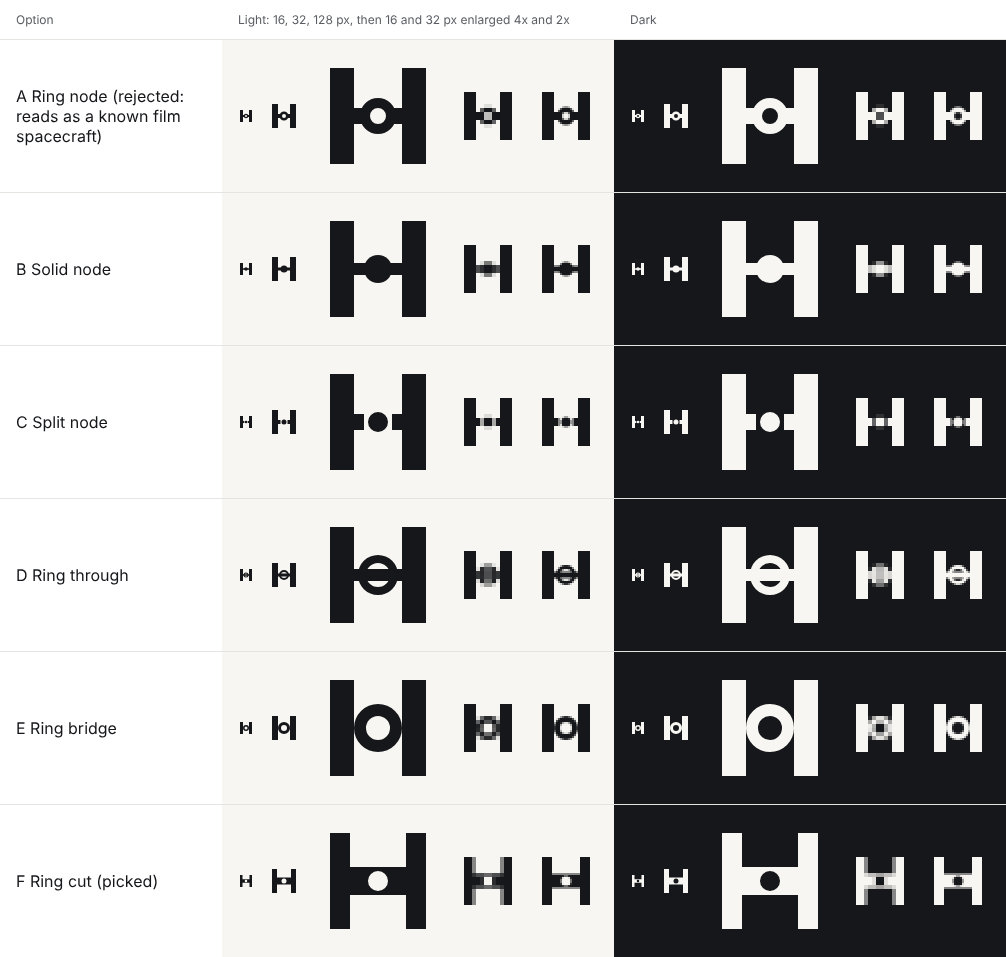 Option
Light: 16, 32, 128 px, then 16 and 32 px enlarged 4x and 2x
Dark
A Ring node (rejected:
reads as a known film
spacecraft)
B Solid node
C Split node
D Ring through
E Ring bridge
F Ring cut (picked)